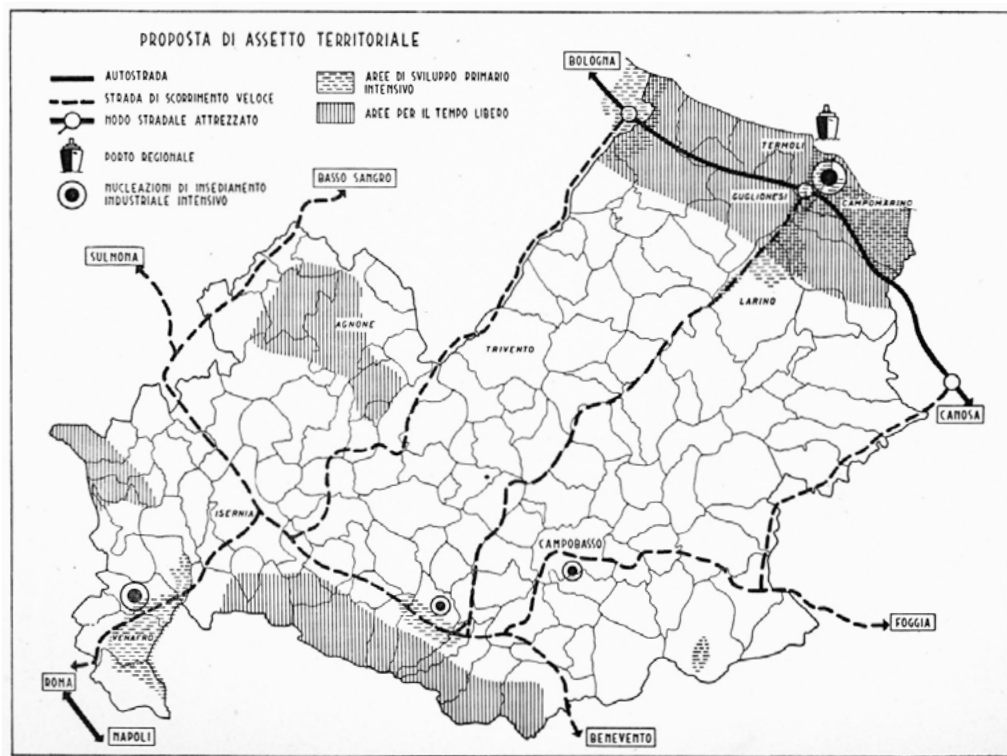 PROPOSTA DI ASSETTO TERRITORIALE
AUTOSTRADA
STRADA DI SCORRIMENTO VELOCE
NODO STRADALE ATTREZZATO
PORTO REGIONALE
NUCLEAZIONI DI INSEDIAMENTO
INDUSTRIALE INTENSIVO
AREE DI SVILUPPO PRIMARIO
INTENSIVO
AREE PER IL TEMPO LIBERO
BOLOGNA
TERMOLI
BASSO SANGRO
GUGLIONESI
CAMPOMARINO
SULMONA
LARINO
AGNONE
TRIVENTO
CANOSA
ISERNIA
CAMPOBASSO
FOGGIA
VENAFRO
ROMA
NAPOLI
BENEVENTO